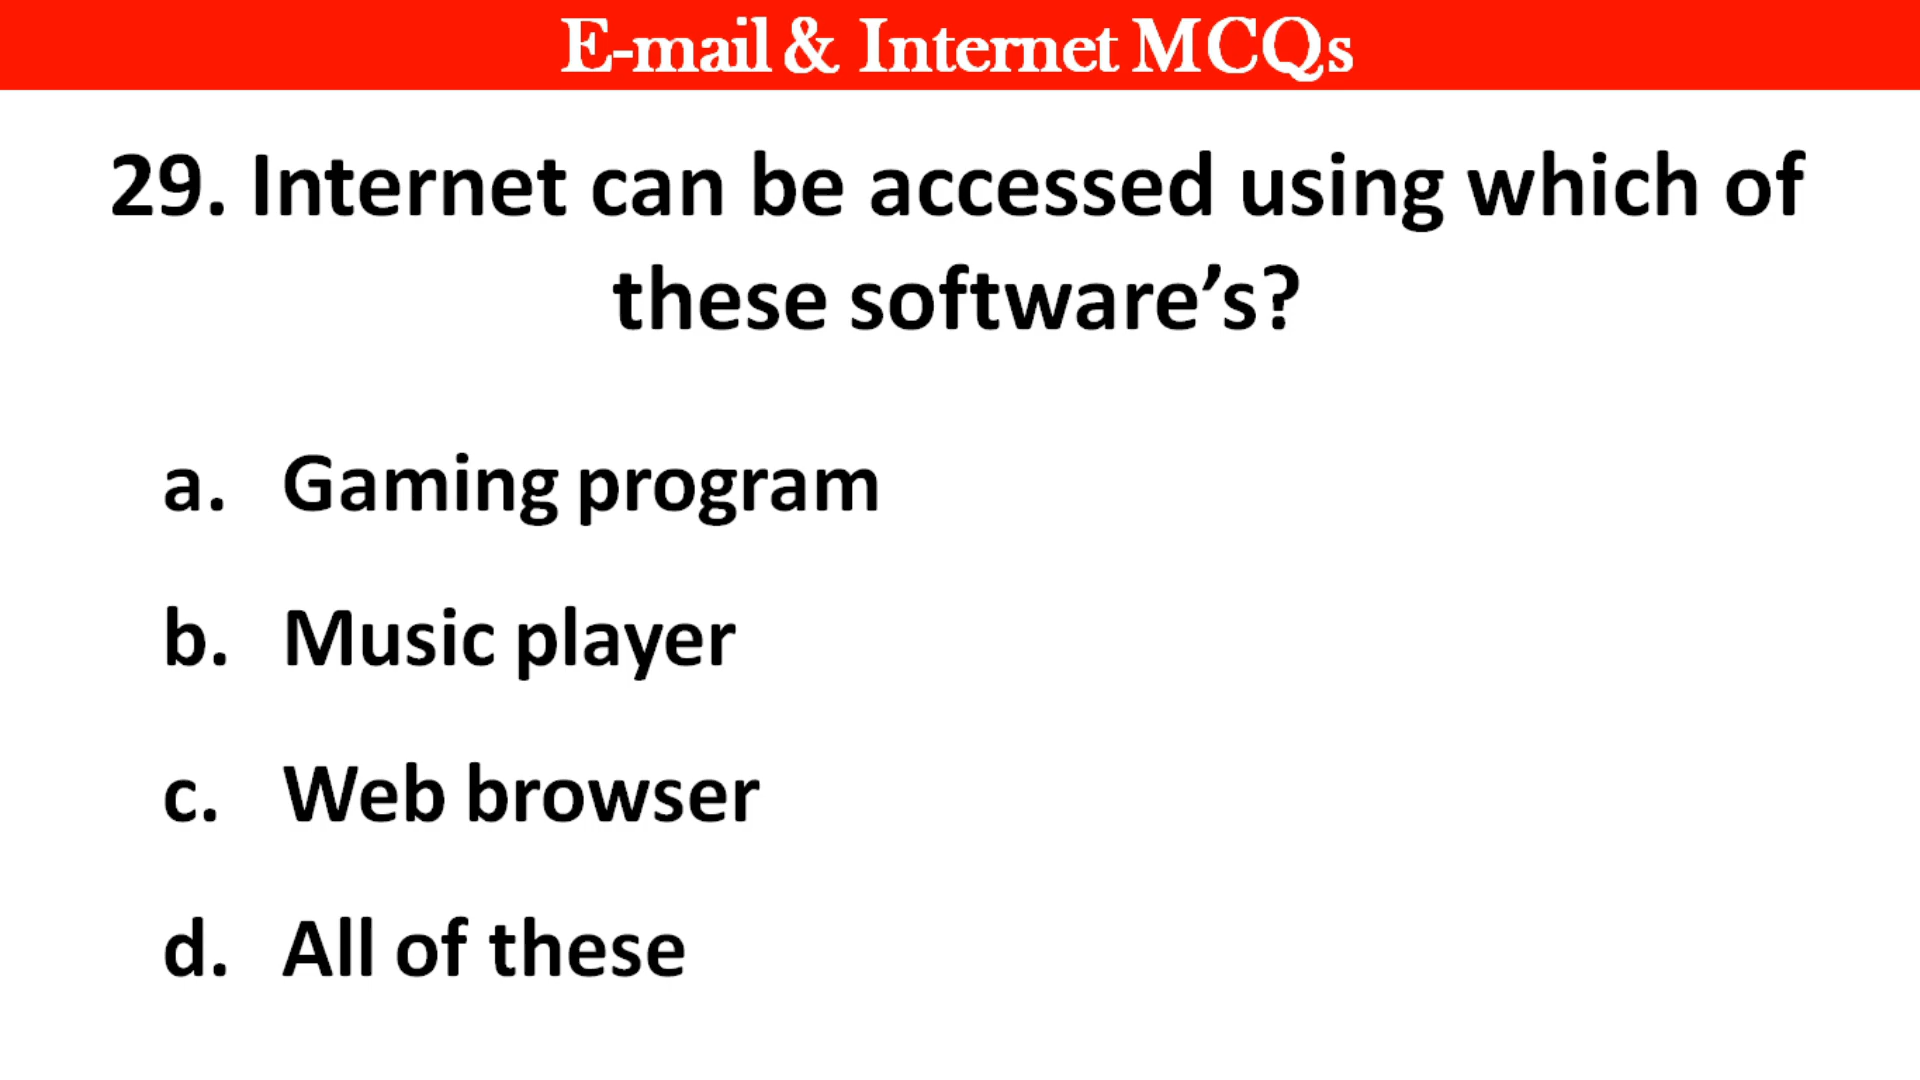 E-mail & Internet MCQs
29. Internet can be accessed using which of
these software’s?
a. Gaming program
b. Music player
c. Web browser
d. All of these